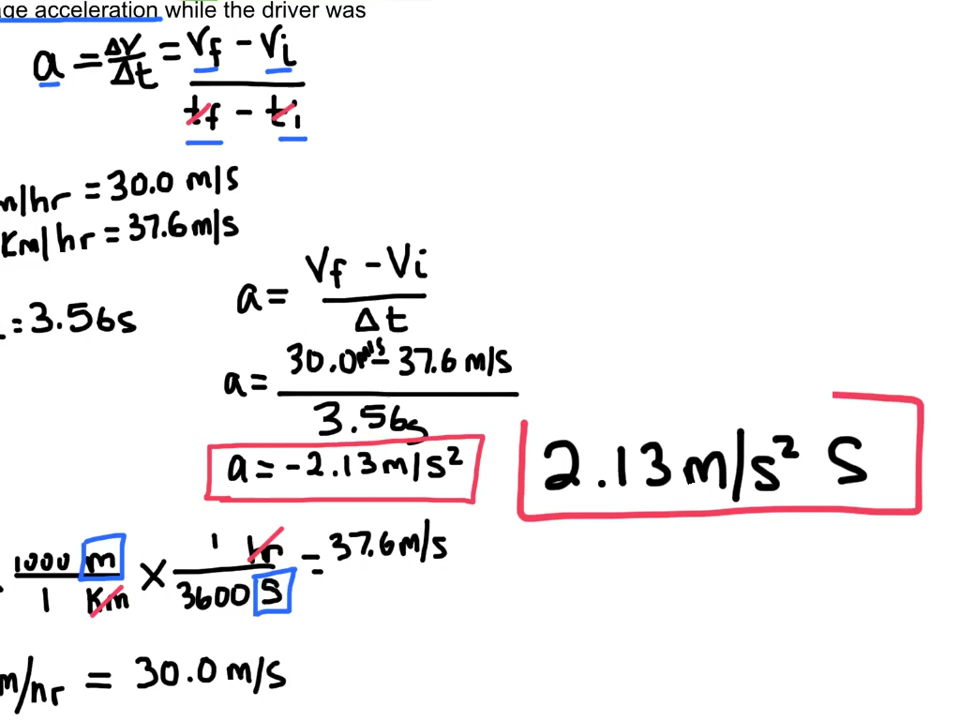 ge acceleration while the driver was
a = ΔV/Δt = Vf - Vi / tf - ti
m/hr = 30.0 m/s
Km/hr = 37.6 m/s
= 3.56s
a = Vf - Vi / Δt
a = 30.0 m/s - 37.6 m/s / 3.56s
a = -2.13 m/s²
2.13 m/s² S
1000 m / 1 Km × 1 hr / 3600 S = 37.6 m/s
m/hr = 30.0 m/s